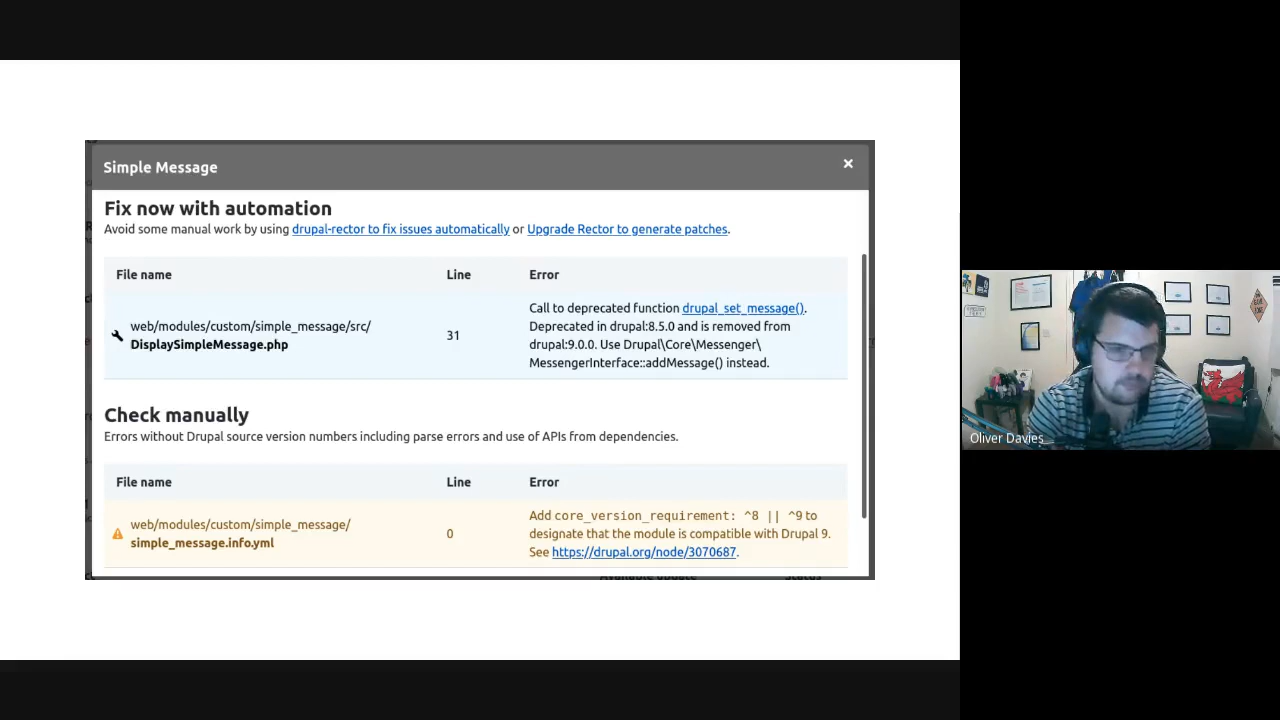 Simple Message
×
Fix now with automation
Avoid some manual work by using drupal-rector to fix issues automatically or Upgrade Rector to generate patches.
File name Line Error
web/modules/custom/simple_message/src/
DisplaySimpleMessage.php
31
Call to deprecated function drupal_set_message().
Deprecated in drupal:8.5.0 and is removed from
drupal:9.0.0. Use Drupal\Core\Messenger\
MessengerInterface::addMessage() instead.
Check manually
Errors without Drupal source version numbers including parse errors and use of APIs from dependencies.
File name Line Error
web/modules/custom/simple_message/
simple_message.info.yml
0
Add core_version_requirement: ^8 || ^9 to
designate that the module is compatible with Drupal 9.
See https://drupal.org/node/3070687.
Available update Status
Oliver Davies